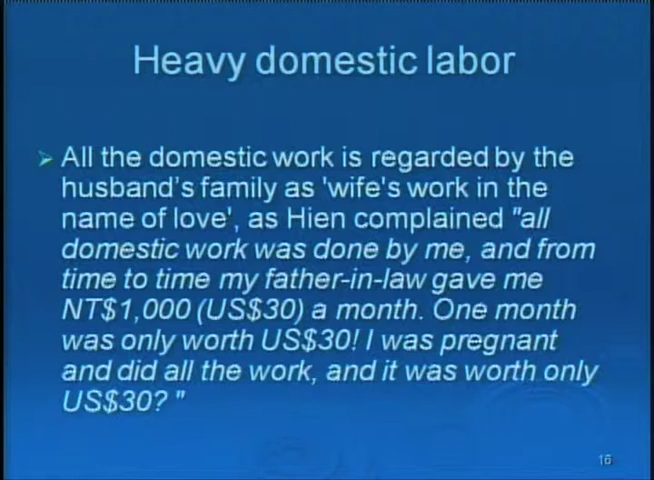 Heavy domestic labor
All the domestic work is regarded by the
husband's family as 'wife's work in the
name of love', as Hien complained "all
domestic work was done by me, and from
time to time my father-in-law gave me
NT$1,000 (US$30) a month. One month
was only worth US$30! I was pregnant
and did all the work, and it was worth only
US$30? "
16